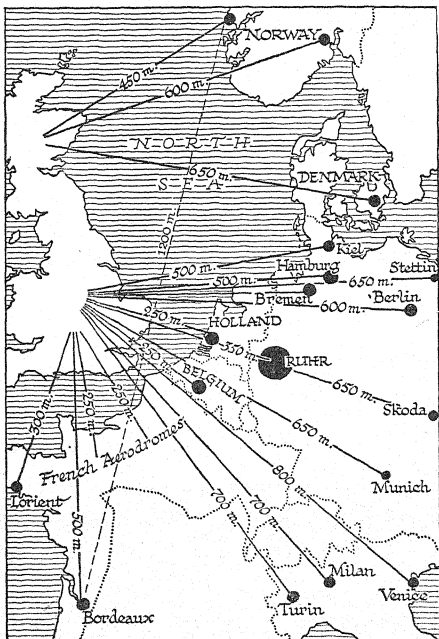 NORWAY
450 m.
600 m.
NORTH
SEA
650 m.
DENMARK
1200 m.
500 m.
Kiel
Hamburg
Stettin
500 m.
650 m.
Bremen
600 m.
Berlin
250 m.
HOLLAND
350 m.
RUHR
250 m.
BELGIUM
650 m.
Skoda
300 m.
250 m.
250 m.
650 m.
French Aerodromes
800 m.
Munich
Lorient
500 m.
700 m.
700 m.
Milan
Venice
Bordeaux
Turin